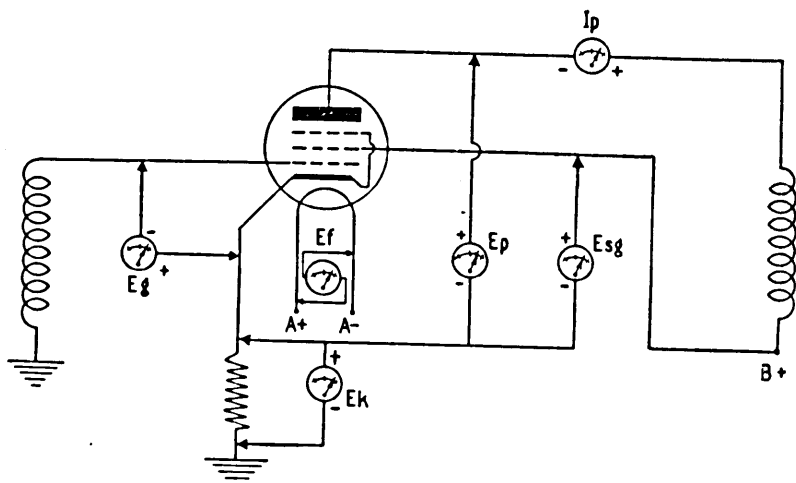 Ip
- +
-
+
Eg
Ef
A+ A-
+
Ep
-
+
Esg
-
+
Ek
-
B+